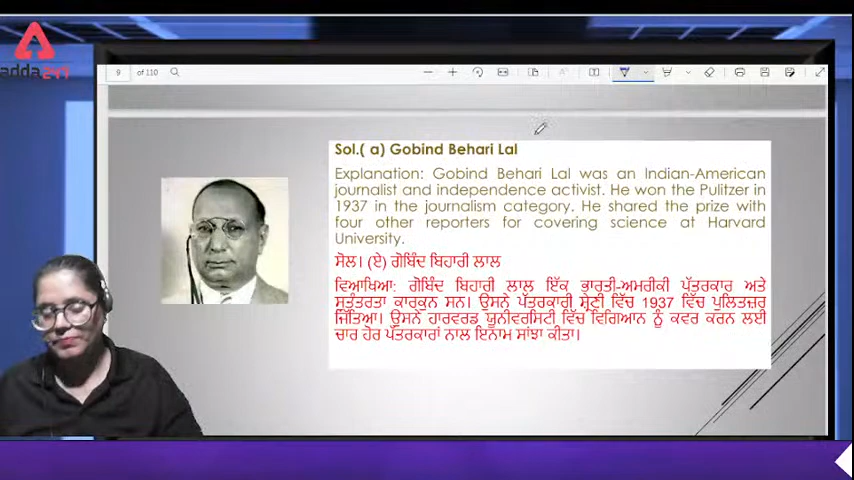 adda247
9 of 110
Sol.( a) Gobind Behari Lal
Explanation: Gobind Behari Lal was an Indian-American
journalist and independence activist. He won the Pulitzer in
1937 in the journalism category. He shared the prize with
four other reporters for covering science at Harvard
University.
ਸੋਲ। (ਏ) ਗੋਬਿੰਦ ਬਿਹਾਰੀ ਲਾਲ
ਵਿਆਖਿਆ: ਗੋਬਿੰਦ ਬਿਹਾਰੀ ਲਾਲ ਇੱਕ ਭਾਰਤੀ-ਅਮਰੀਕੀ ਪੱਤਰਕਾਰ ਅਤੇ
ਸੁਤੰਤਰਤਾ ਕਾਰਕੁਨ ਸਨ। ਉਸਨੇ ਪੱਤਰਕਾਰੀ ਸ਼੍ਰੇਣੀ ਵਿੱਚ 1937 ਵਿੱਚ ਪੁਲਿਤਜ਼ਰ
ਜਿੱਤਿਆ। ਉਸਨੇ ਹਾਰਵਰਡ ਯੂਨੀਵਰਸਿਟੀ ਵਿੱਚ ਵਿਗਿਆਨ ਨੂੰ ਕਵਰ ਕਰਨ ਲਈ
ਚਾਰ ਹੋਰ ਪੱਤਰਕਾਰਾਂ ਨਾਲ ਇਨਾਮ ਸਾਂਝਾ ਕੀਤਾ।